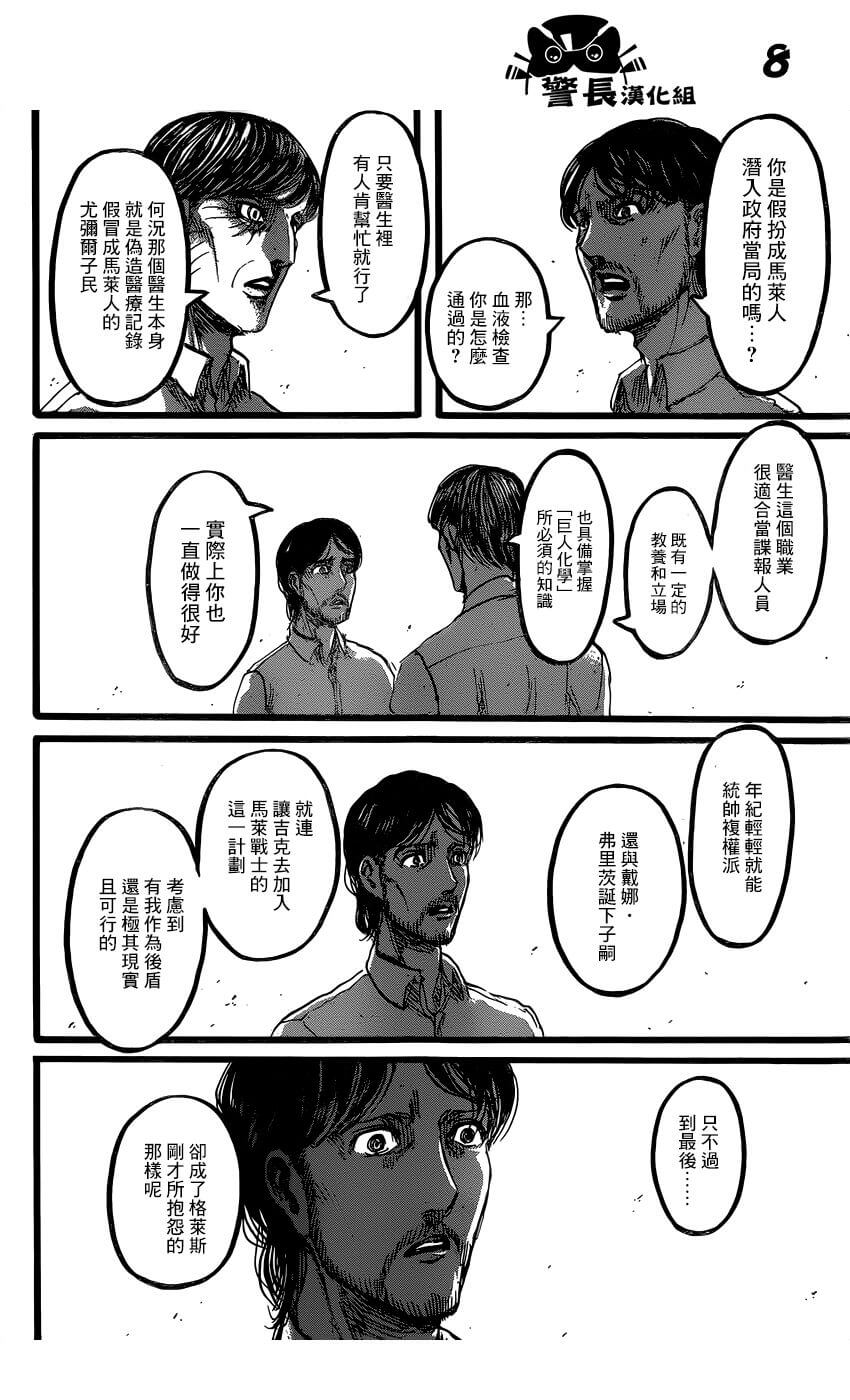 警長漢化組
8
你是假扮成馬萊人
潛入政府當局的嗎…?
那…
血液檢查
你是怎麼
通過的?
只要醫生裡
有人肯幫忙就行了
何況那個醫生本身
就是偽造醫療記錄
假冒成馬萊人的
尤彌爾子民
醫生這個職業
很適合當諜報人員
既有一定的
教養和立場
也具備掌握
「巨人化學」
所必須的知識
實際上你也
一直做得很好
年紀輕輕就能
統帥複權派
還與戴娜·
弗里茨誕下子嗣
就連
讓吉克去加入
馬萊戰士的
這一計劃
考慮到
有我作為後盾
還是極其現實
且可行的
只不過
到最後……
卻成了格萊斯
剛才所抱怨的
那樣呢